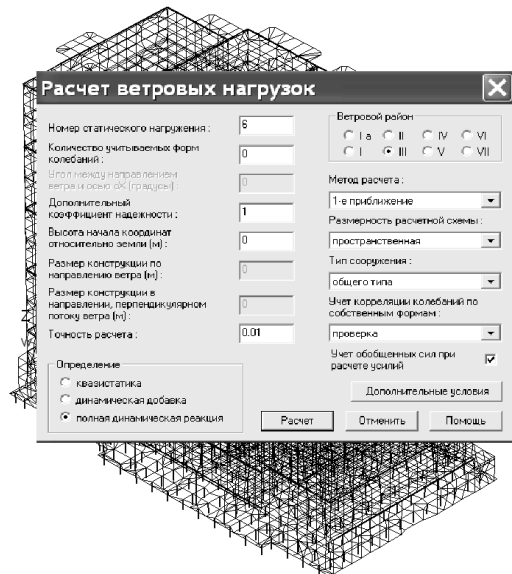 Расчет ветровых нагрузок
Номер статического нагружения :
6
Количество учитываемых форм
колебаний :
0
Угол между направлением
ветра и осью оХ (градусы) :
0
Дополнительный
коэффициент надежности :
1
Высота начала координат
относительно земли (м) :
0
Размер конструкции по
направлению ветра (м) :
0
Размер конструкции в
направлении, перпендикулярном
потоку ветра (м) :
0
Точность расчета :
0.01
Определение
квазистатика
динамическая добавка
полная динамическая реакция
Ветровой район
I а II IV VI
I III V VII
Метод расчета :
1-е приближение
Размерность расчетной схемы :
пространственная
Тип сооружения :
общего типа
Учет корреляции колебаний по
собственным формам :
проверка
Учет обобщенных сил при
расчете усилий
Дополнительные условия
Расчет Отменить Помощь
Z